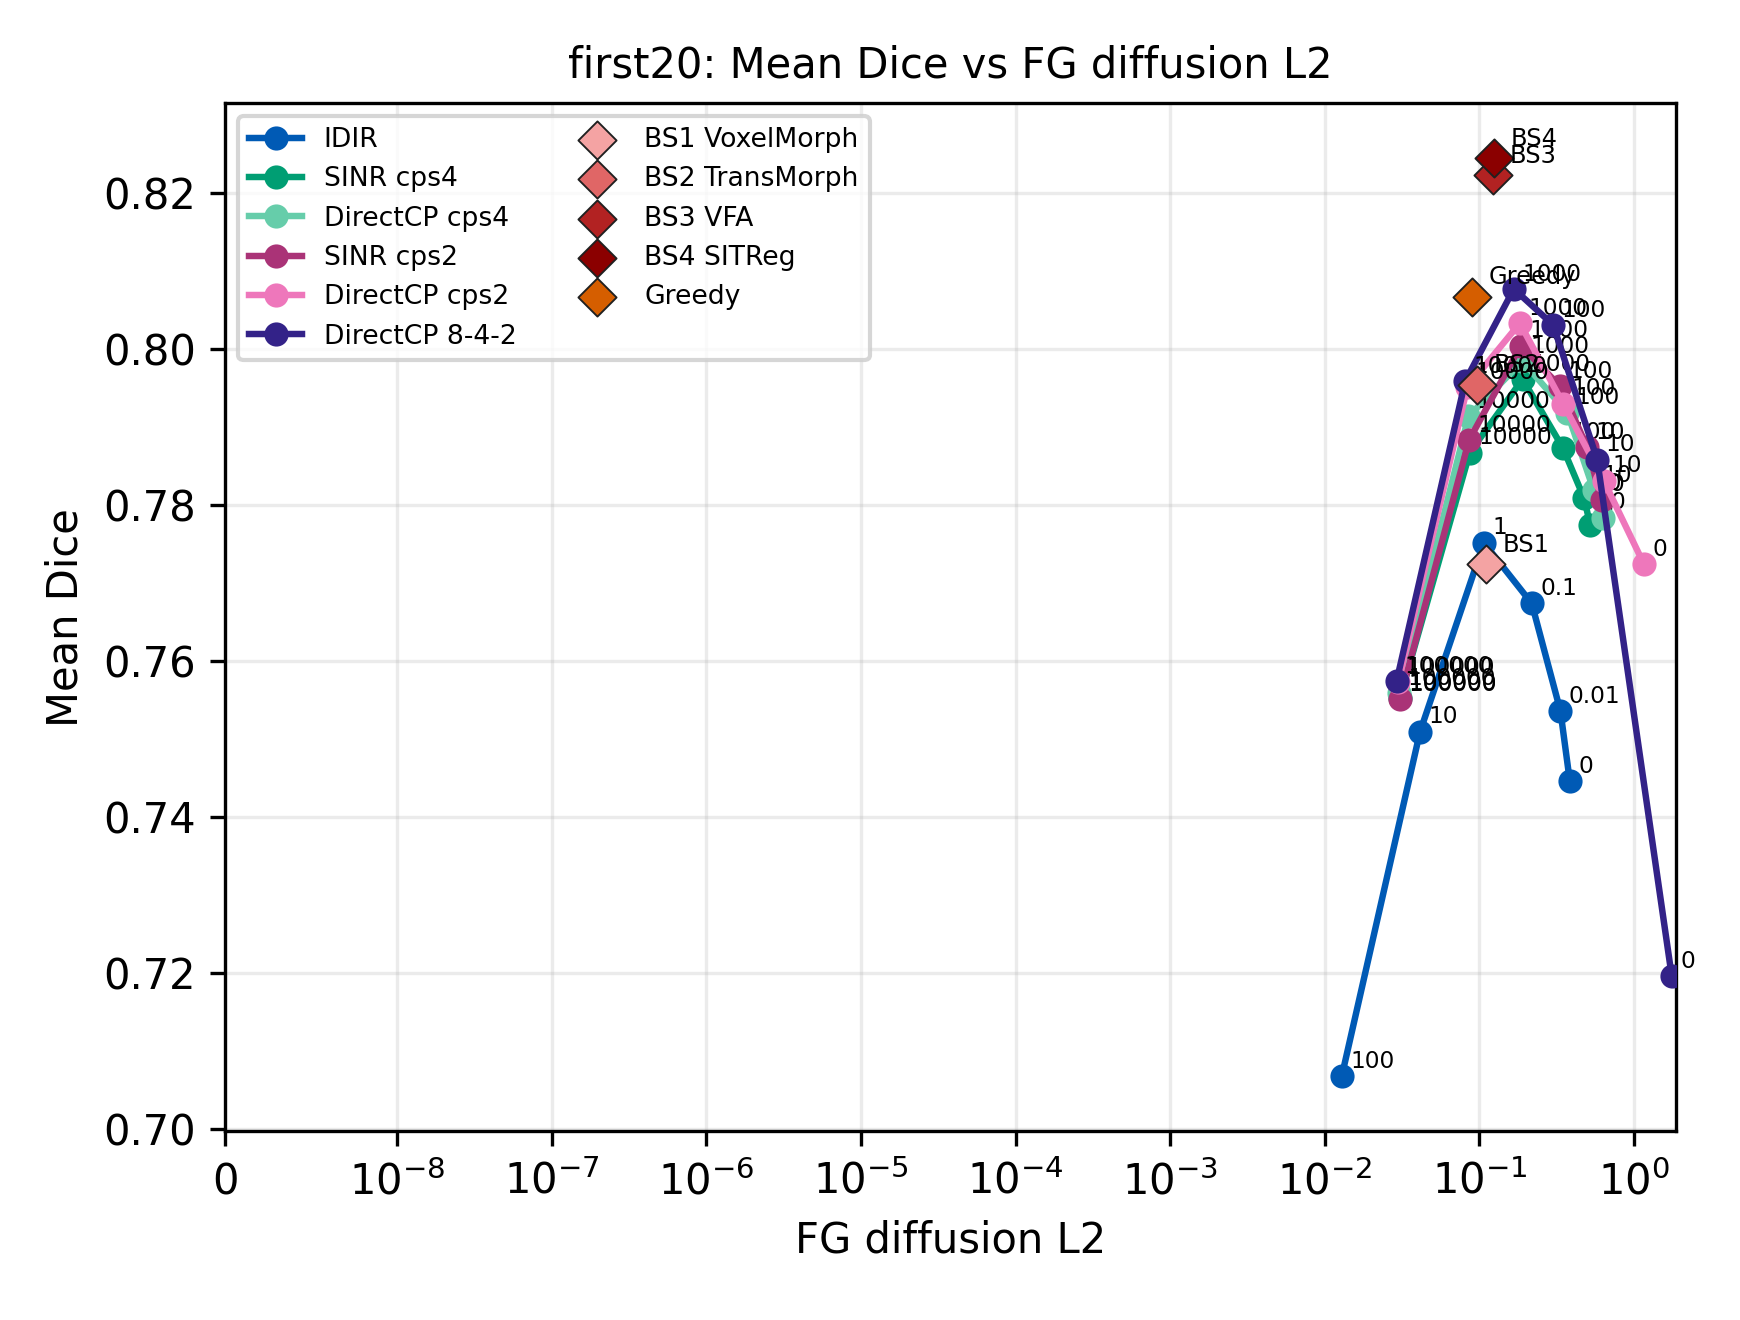 first20: Mean Dice vs FG diffusion L2
IDIR
SINR cps4
DirectCP cps4
SINR cps2
DirectCP cps2
DirectCP 8-4-2
BS1 VoxelMorph
BS2 TransMorph
BS3 VFA
BS4 SITReg
Greedy
BS4
BS3
Greedy
1000
1000
100
1000
1000
100
100
100
BS2
10000
10000
10000
10000
10
10
10
0
1
BS1
0
0.1
100000
100000
10
0.01
0
0
100
0.82
0.80
0.78
0.76
0.74
0.72
0.70
Mean Dice
0
10⁻⁸
10⁻⁷
10⁻⁶
10⁻⁵
10⁻⁴
10⁻³
10⁻²
10⁻¹
10⁰
FG diffusion L2